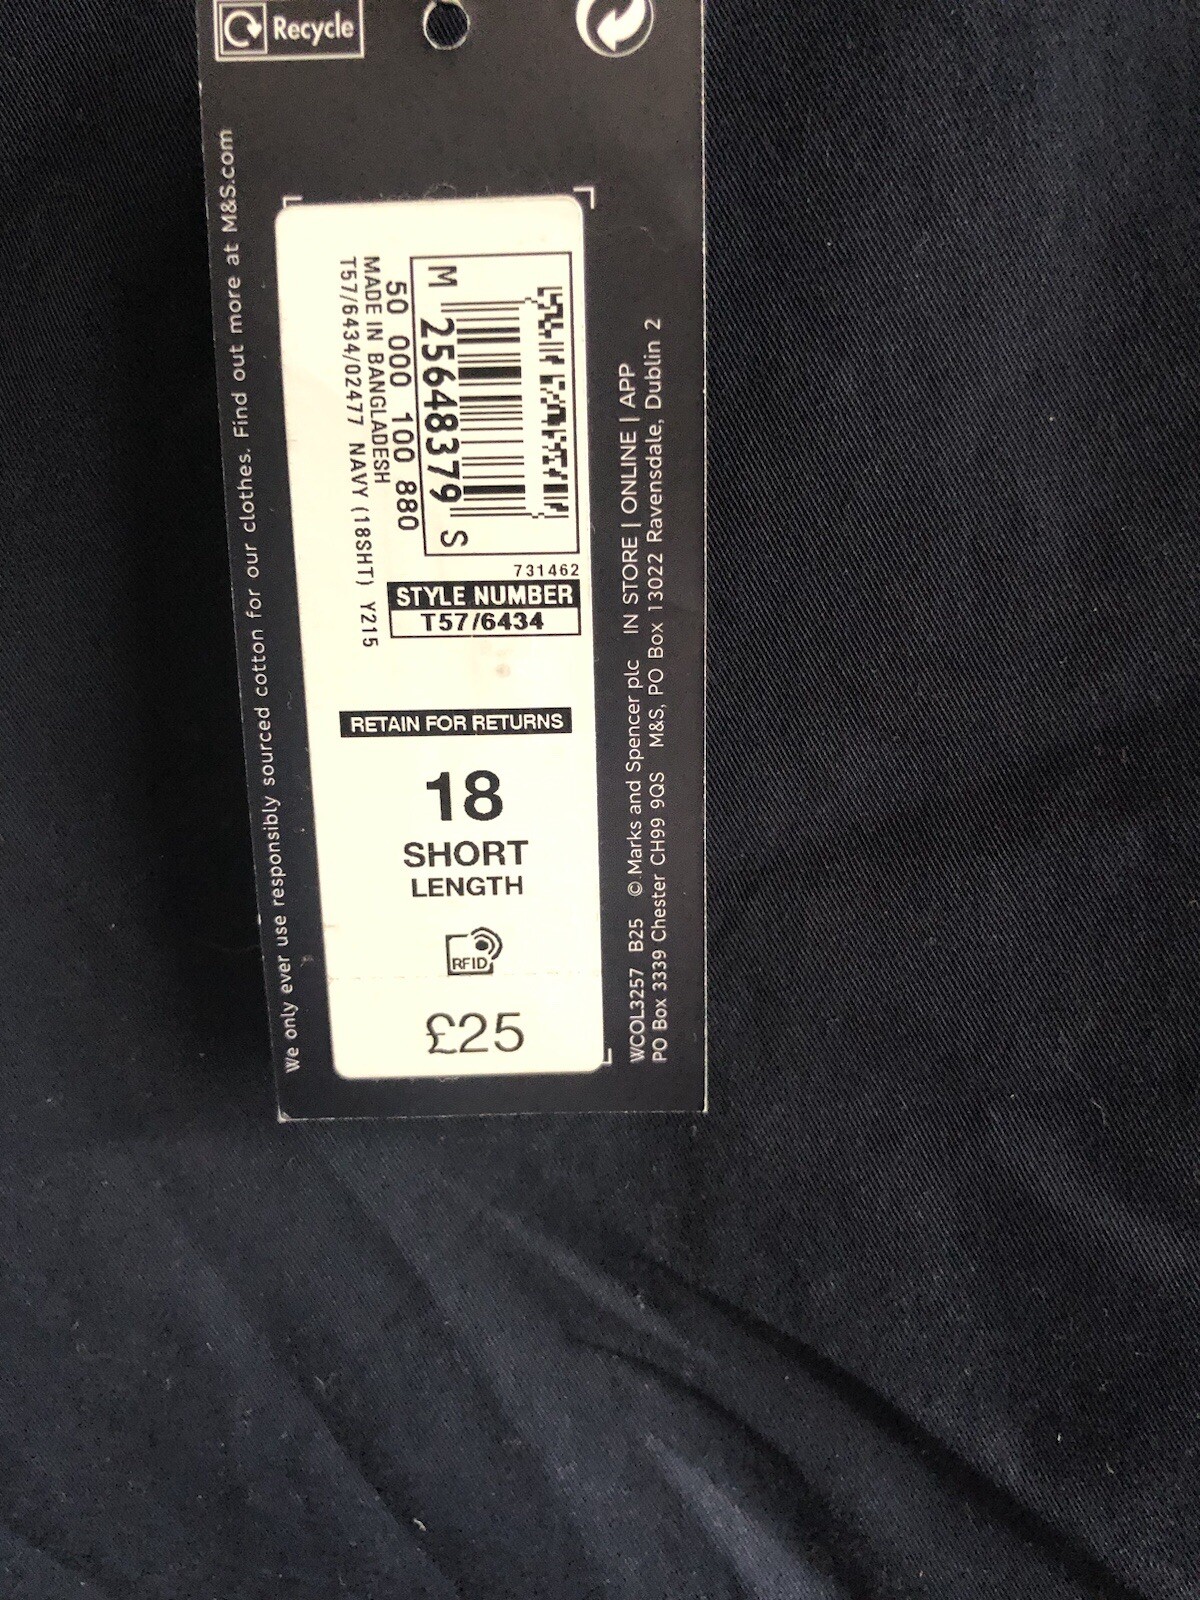 Recycle
We only ever use responsibly sourced cotton for our clothes. Find out more at M&S.com
M 25648379 S
50 000 100 880
MADE IN BANGLADESH
T57/6434/02477 NAVY (18SHT) Y215
731462
STYLE NUMBER
T57/6434
RETAIN FOR RETURNS
18
SHORT
LENGTH
RFID
£25
WCOL3257 B25 © Marks and Spencer plc IN STORE | ONLINE | APP
PO Box 3339 Chester CH99 9QS M&S, PO Box 13022 Ravensdale, Dublin 2